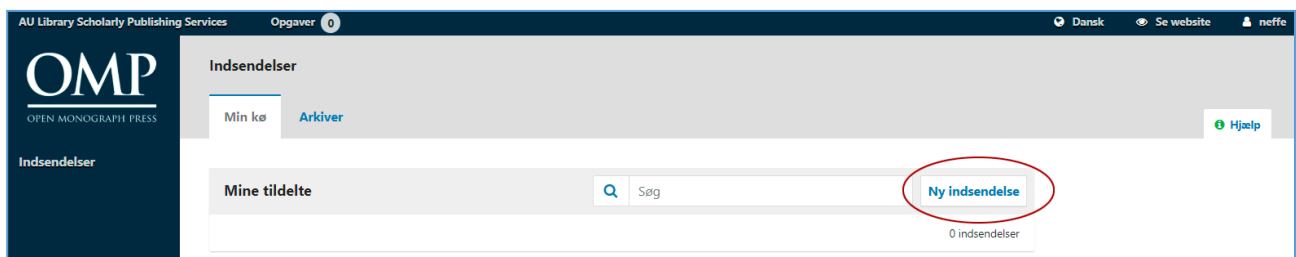 AU Library Scholarly Publishing Services Opgaver 0 Dansk Se website neffe
OMP
OPEN MONOGRAPH PRESS
Indsendelser
Indsendelser
Min kø Arkiver
Hjælp
Mine tildelte Søg Ny indsendelse
0 indsendelser